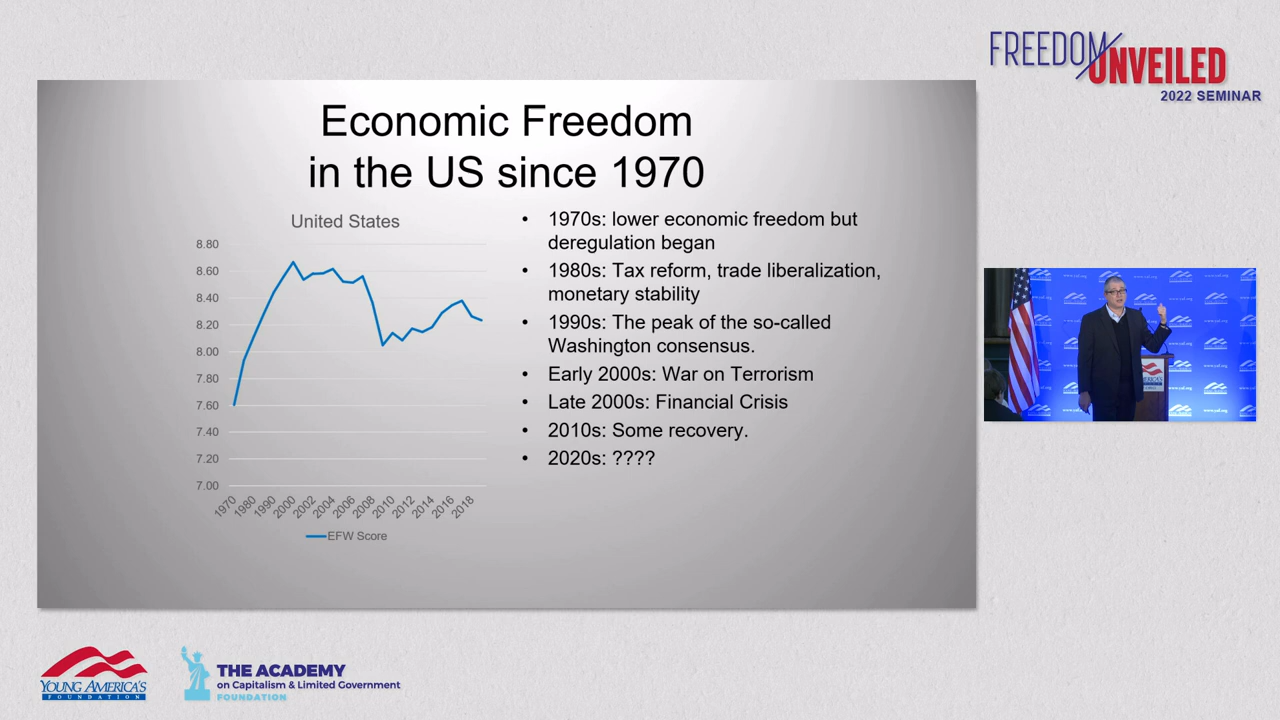 FREEDOM
UNVEILED
2022 SEMINAR
Economic Freedom
in the US since 1970
United States
8.80
8.60
8.40
8.20
8.00
7.80
7.60
7.40
7.20
7.00
1970
1980
1990
2000
2002
2004
2006
2008
2010
2012
2014
2016
2018
EFW Score
• 1970s: lower economic freedom but
deregulation began
• 1980s: Tax reform, trade liberalization,
monetary stability
• 1990s: The peak of the so-called
Washington consensus.
• Early 2000s: War on Terrorism
• Late 2000s: Financial Crisis
• 2010s: Some recovery.
• 2020s: ????
YOUNG AMERICA'S
FOUNDATION
THE ACADEMY
on Capitalism & Limited Government
FOUNDATION